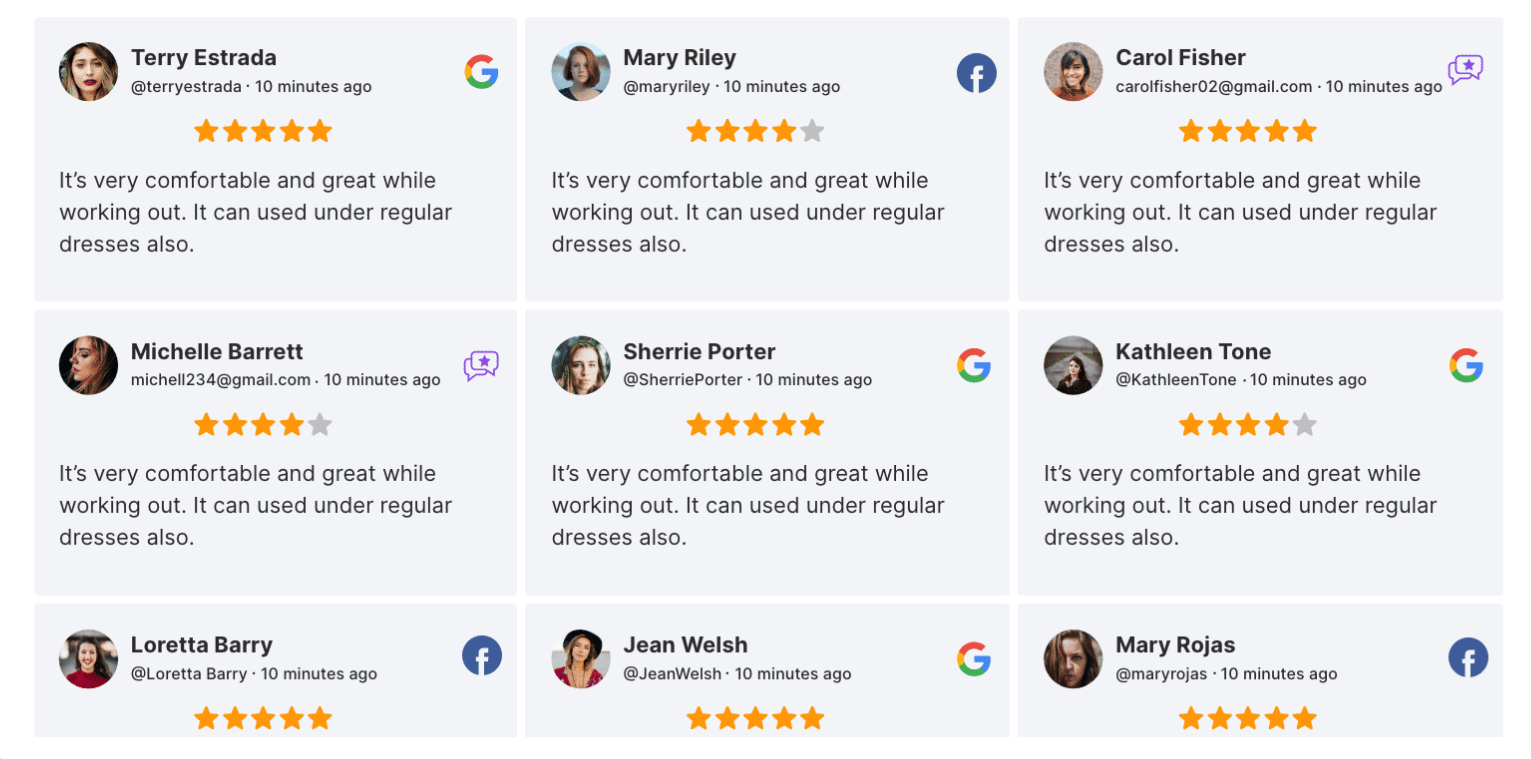 Terry Estrada
@terryestrada · 10 minutes ago
It’s very comfortable and great while
working out. It can used under regular
dresses also.
Mary Riley
@maryriley · 10 minutes ago
It’s very comfortable and great while
working out. It can used under regular
dresses also.
Carol Fisher
carolfisher02@gmail.com · 10 minutes ago
It’s very comfortable and great while
working out. It can used under regular
dresses also.
Michelle Barrett
michell234@gmail.com · 10 minutes ago
It’s very comfortable and great while
working out. It can used under regular
dresses also.
Sherrie Porter
@SherriePorter · 10 minutes ago
It’s very comfortable and great while
working out. It can used under regular
dresses also.
Kathleen Tone
@KathleenTone · 10 minutes ago
It’s very comfortable and great while
working out. It can used under regular
dresses also.
Loretta Barry
@Loretta Barry · 10 minutes ago
Jean Welsh
@JeanWelsh · 10 minutes ago
Mary Rojas
@maryrojas · 10 minutes ago